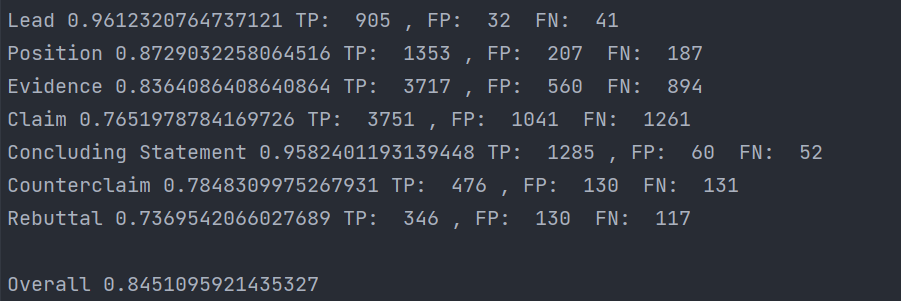 Lead 0.9612320764737121 TP:  905 , FP:  32  FN:  41
Position 0.8729032258064516 TP:  1353 , FP:  207  FN:  187
Evidence 0.8364086408640864 TP:  3717 , FP:  560  FN:  894
Claim 0.7651978784169726 TP:  3751 , FP:  1041  FN:  1261
Concluding Statement 0.9582401193139448 TP:  1285 , FP:  60  FN:  52
Counterclaim 0.7848309975267931 TP:  476 , FP:  130  FN:  131
Rebuttal 0.7369542066027689 TP:  346 , FP:  130  FN:  117
Overall 0.8451095921435327